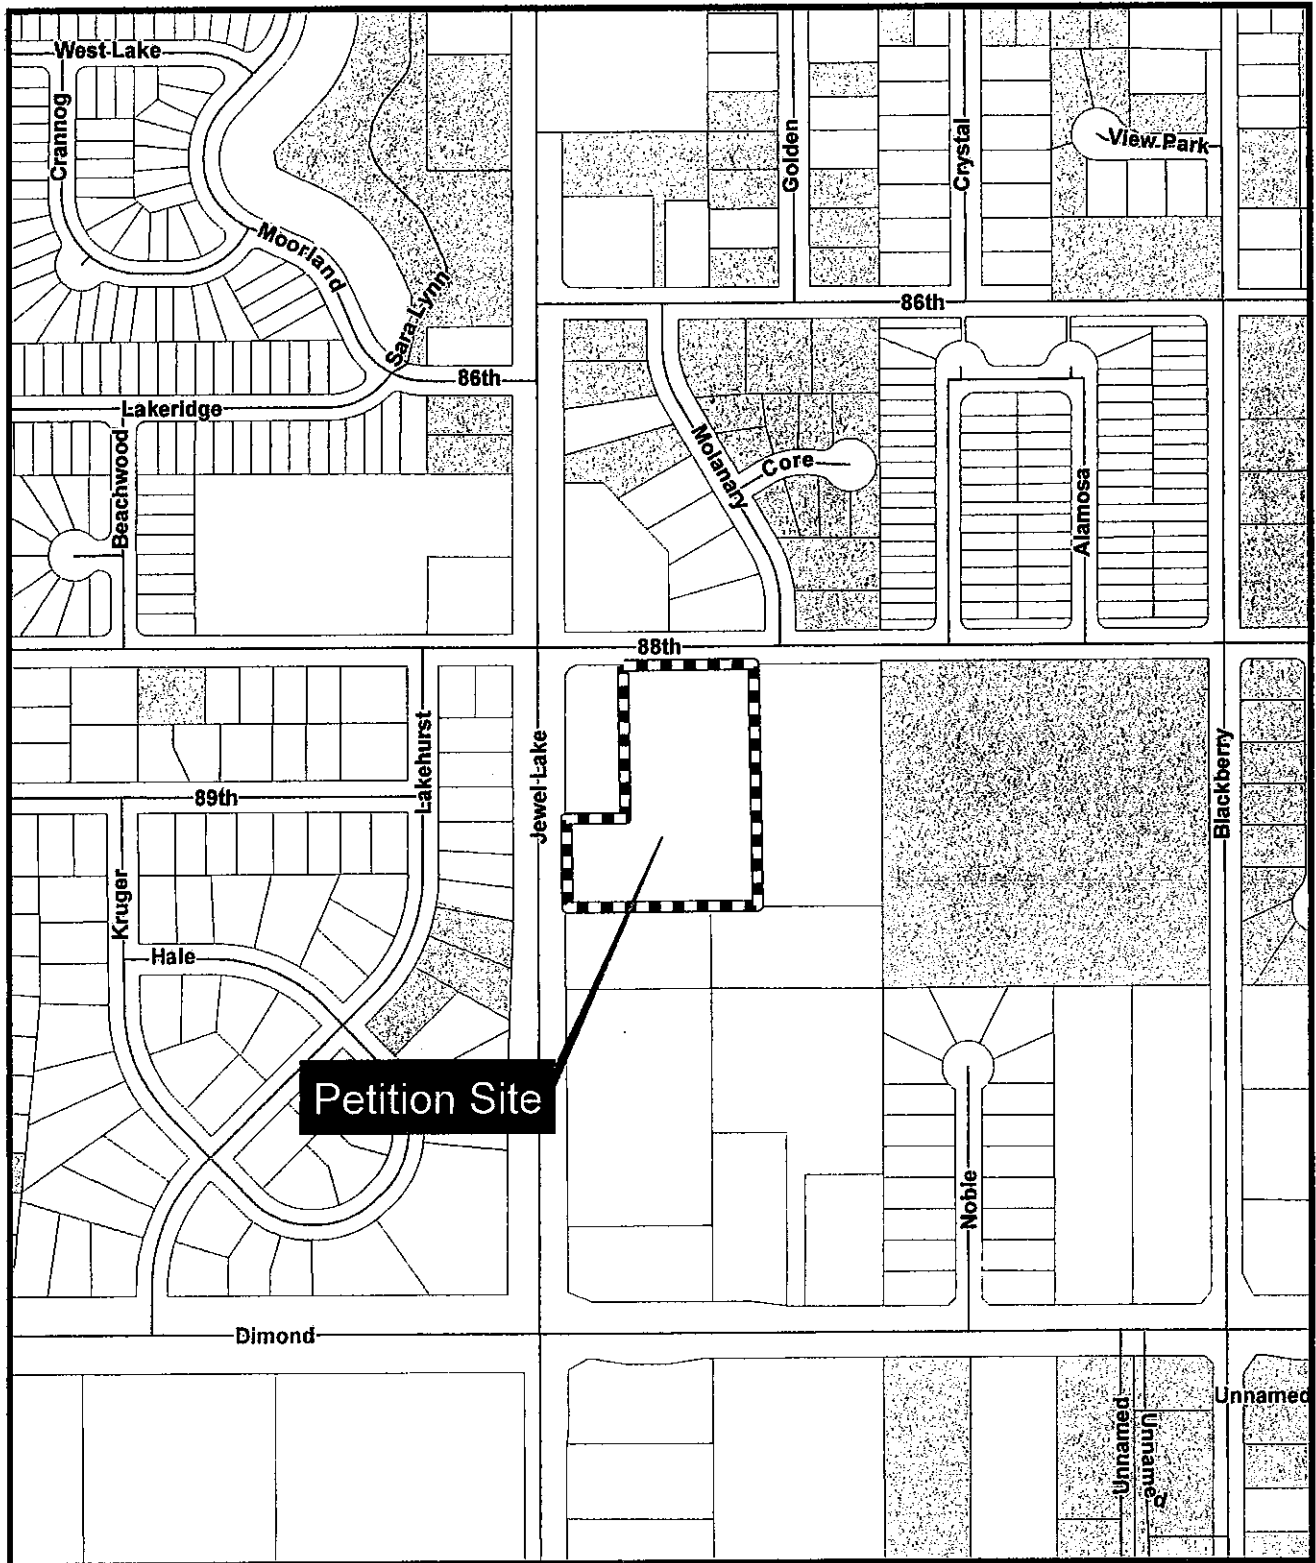 West Lake
Crannog
Moorland
Sara Lynn
86th
Lakeridge
Beachwood
Golden
Crystal
View Park
86th
Molanary
Core
Alamosa
88th
Lakehurst
89th
Jewel Lake
Blackberry
Kruger
Hale
Petition Site
Noble
Dimond
Unnamed
Unnamed
Unnamed